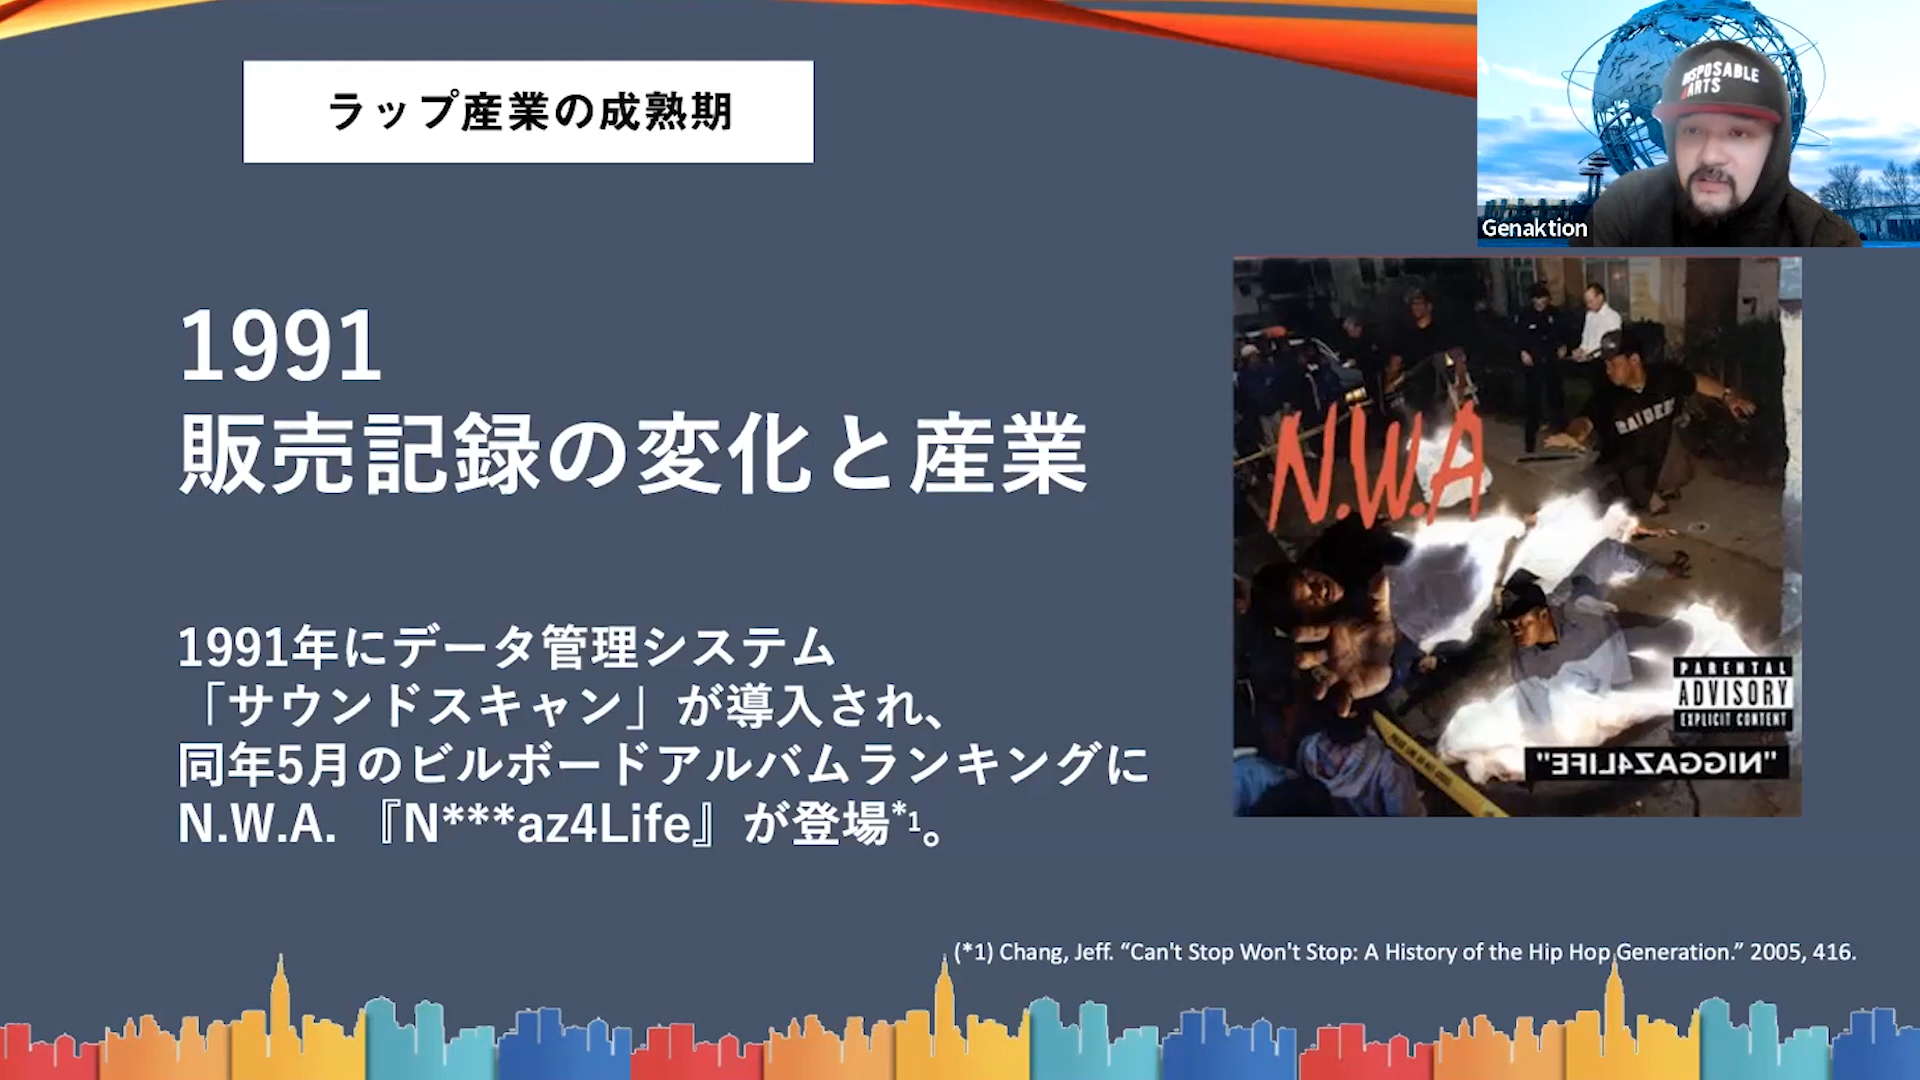 ラップ産業の成熟期
DISPOSABLE
ARTS
Genaktion
1991
販売記録の変化と産業
N.W.A
RAIDERS
1991年にデータ管理システム
「サウンドスキャン」が導入され、
同年5月のビルボードアルバムランキングに
N.W.A. 『N***az4Life』が登場*1。
PARENTAL
ADVISORY
EXPLICIT CONTENT
"NIGGAZ4LIFE"
(*1) Chang, Jeff. “Can't Stop Won't Stop: A History of the Hip Hop Generation.” 2005, 416.